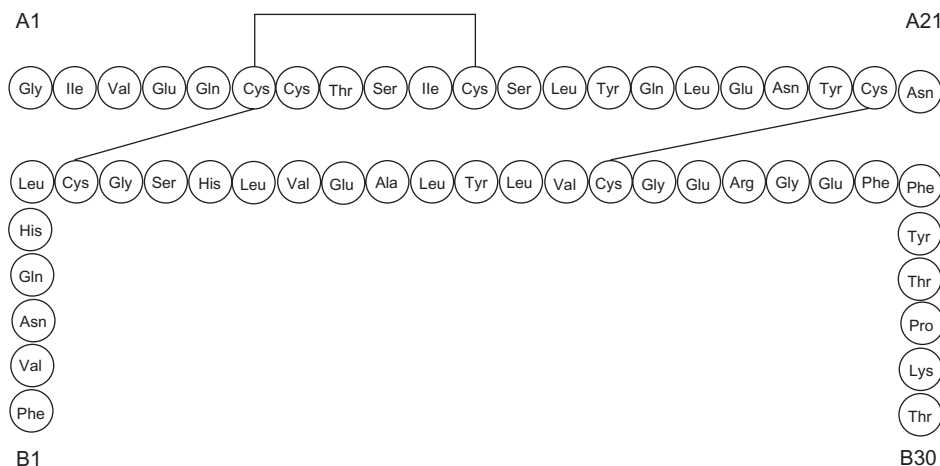 A1 A21
Gly Ile Val Glu Gln Cys Cys Thr Ser Ile Cys Ser Leu Tyr Gln Leu Glu Asn Tyr Cys Asn
Leu Cys Gly Ser His Leu Val Glu Ala Leu Tyr Leu Val Cys Gly Glu Arg Gly Glu Phe Phe
His Tyr
Gln Thr
Asn Pro
Val Lys
Phe Thr
B1 B30